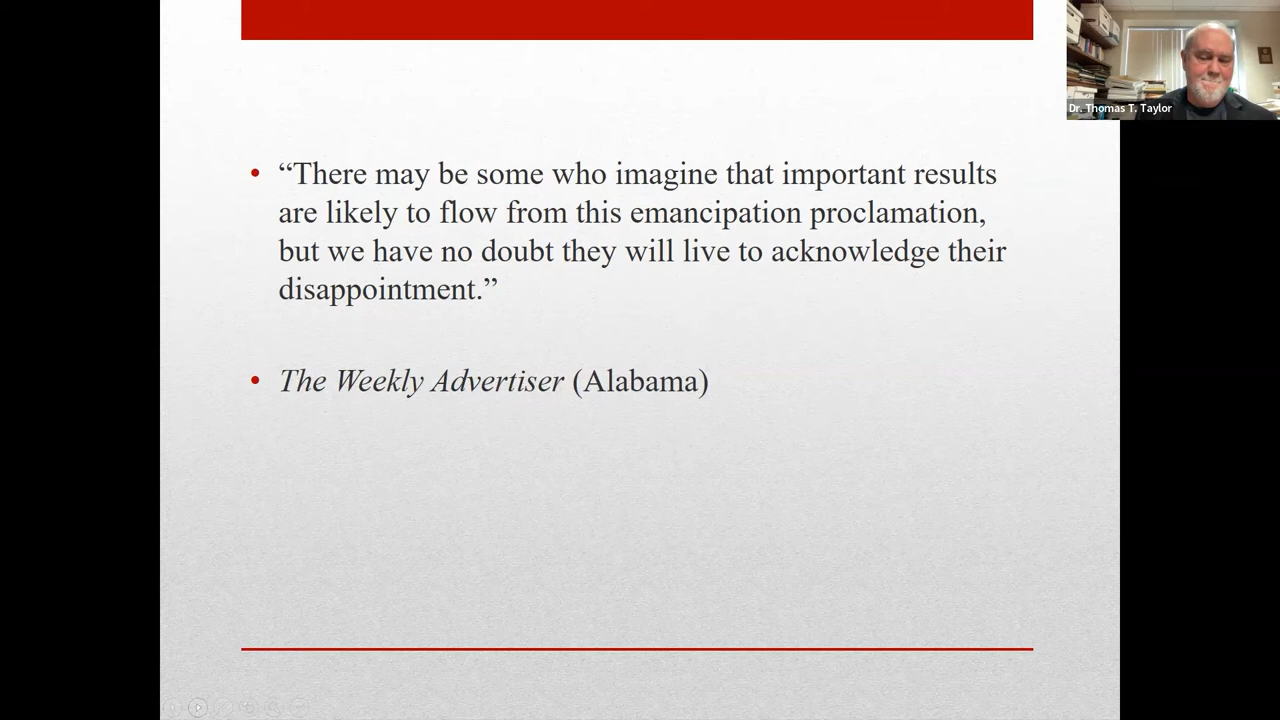 Dr. Thomas T. Taylor
• “There may be some who imagine that important results
are likely to flow from this emancipation proclamation,
but we have no doubt they will live to acknowledge their
disappointment.”
• The Weekly Advertiser (Alabama)